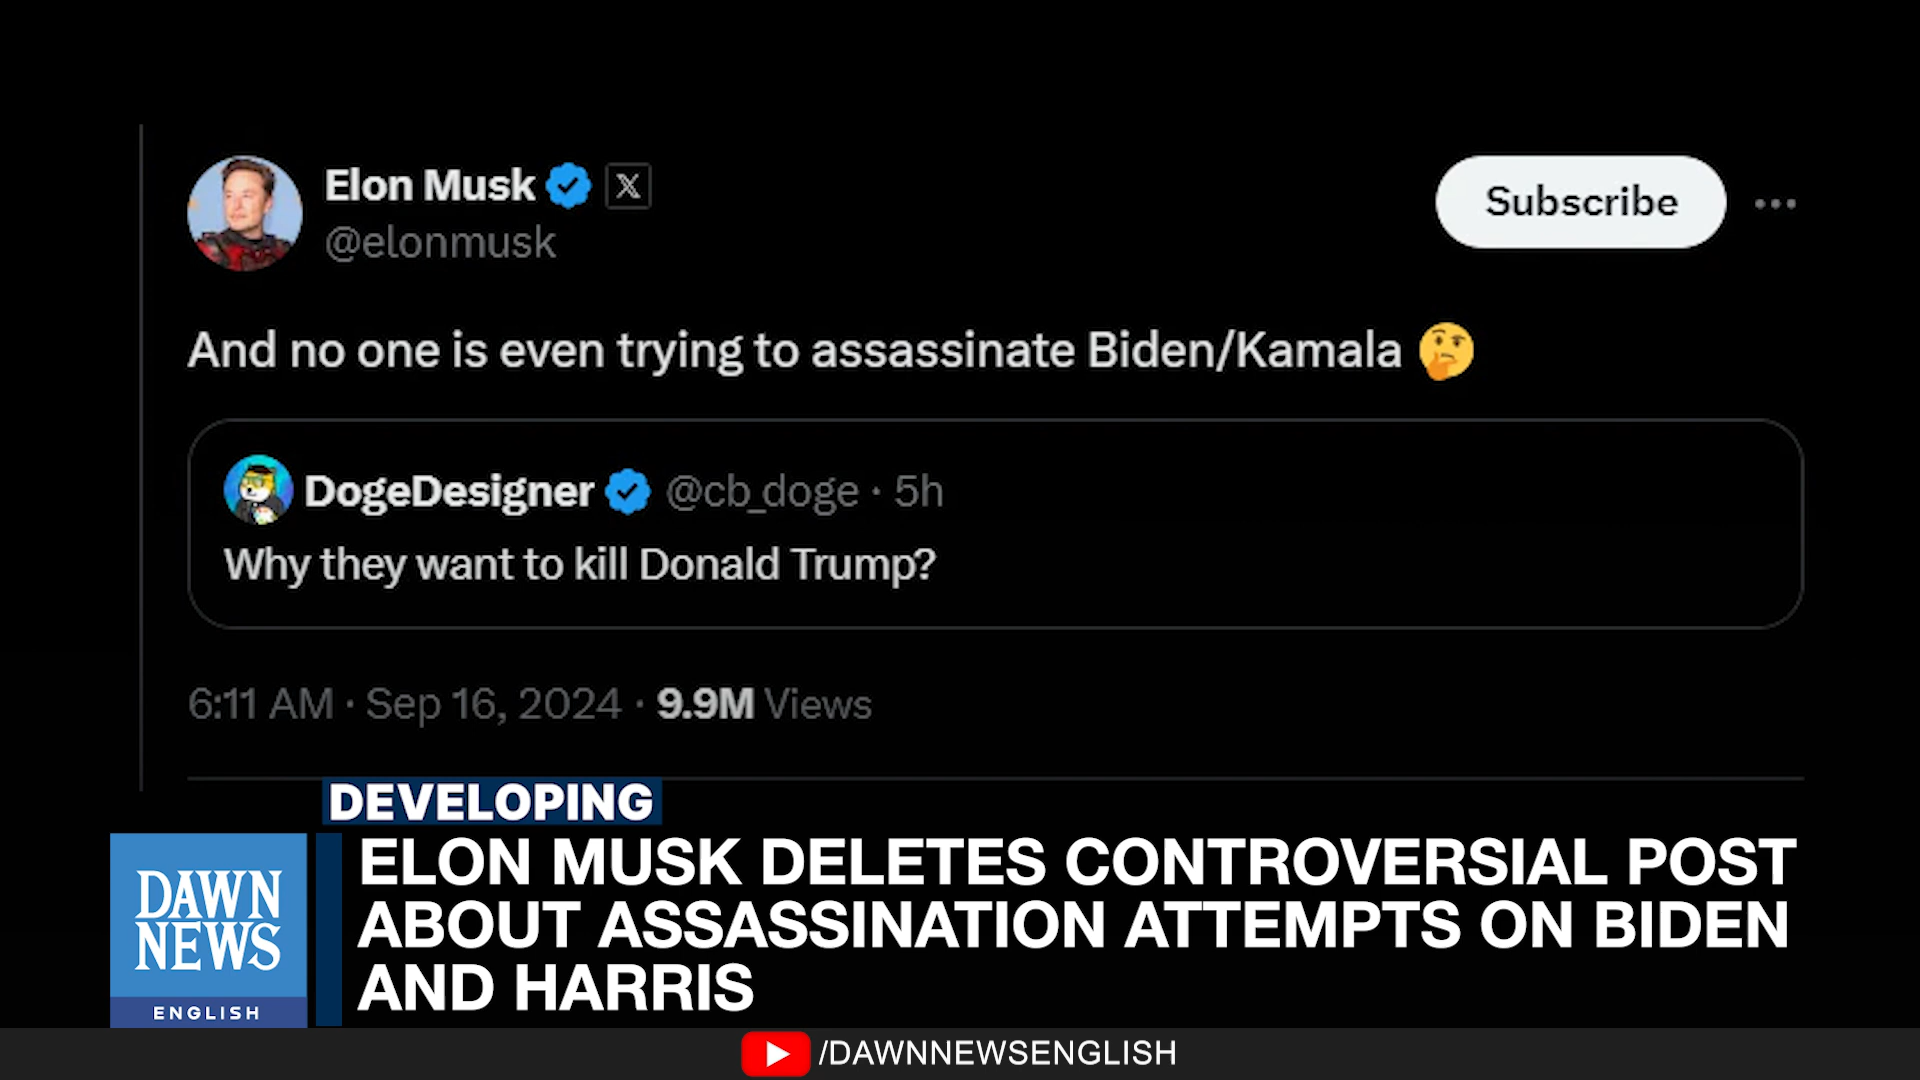 Elon Musk
@elonmusk
Subscribe
And no one is even trying to assassinate Biden/Kamala 🤔
DogeDesigner @cb_doge · 5h
Why they want to kill Donald Trump?
6:11 AM · Sep 16, 2024 · 9.9M Views
DEVELOPING
ELON MUSK DELETES CONTROVERSIAL POST
ABOUT ASSASSINATION ATTEMPTS ON BIDEN
AND HARRIS
DAWN
NEWS
ENGLISH
/DAWNNEWSENGLISH